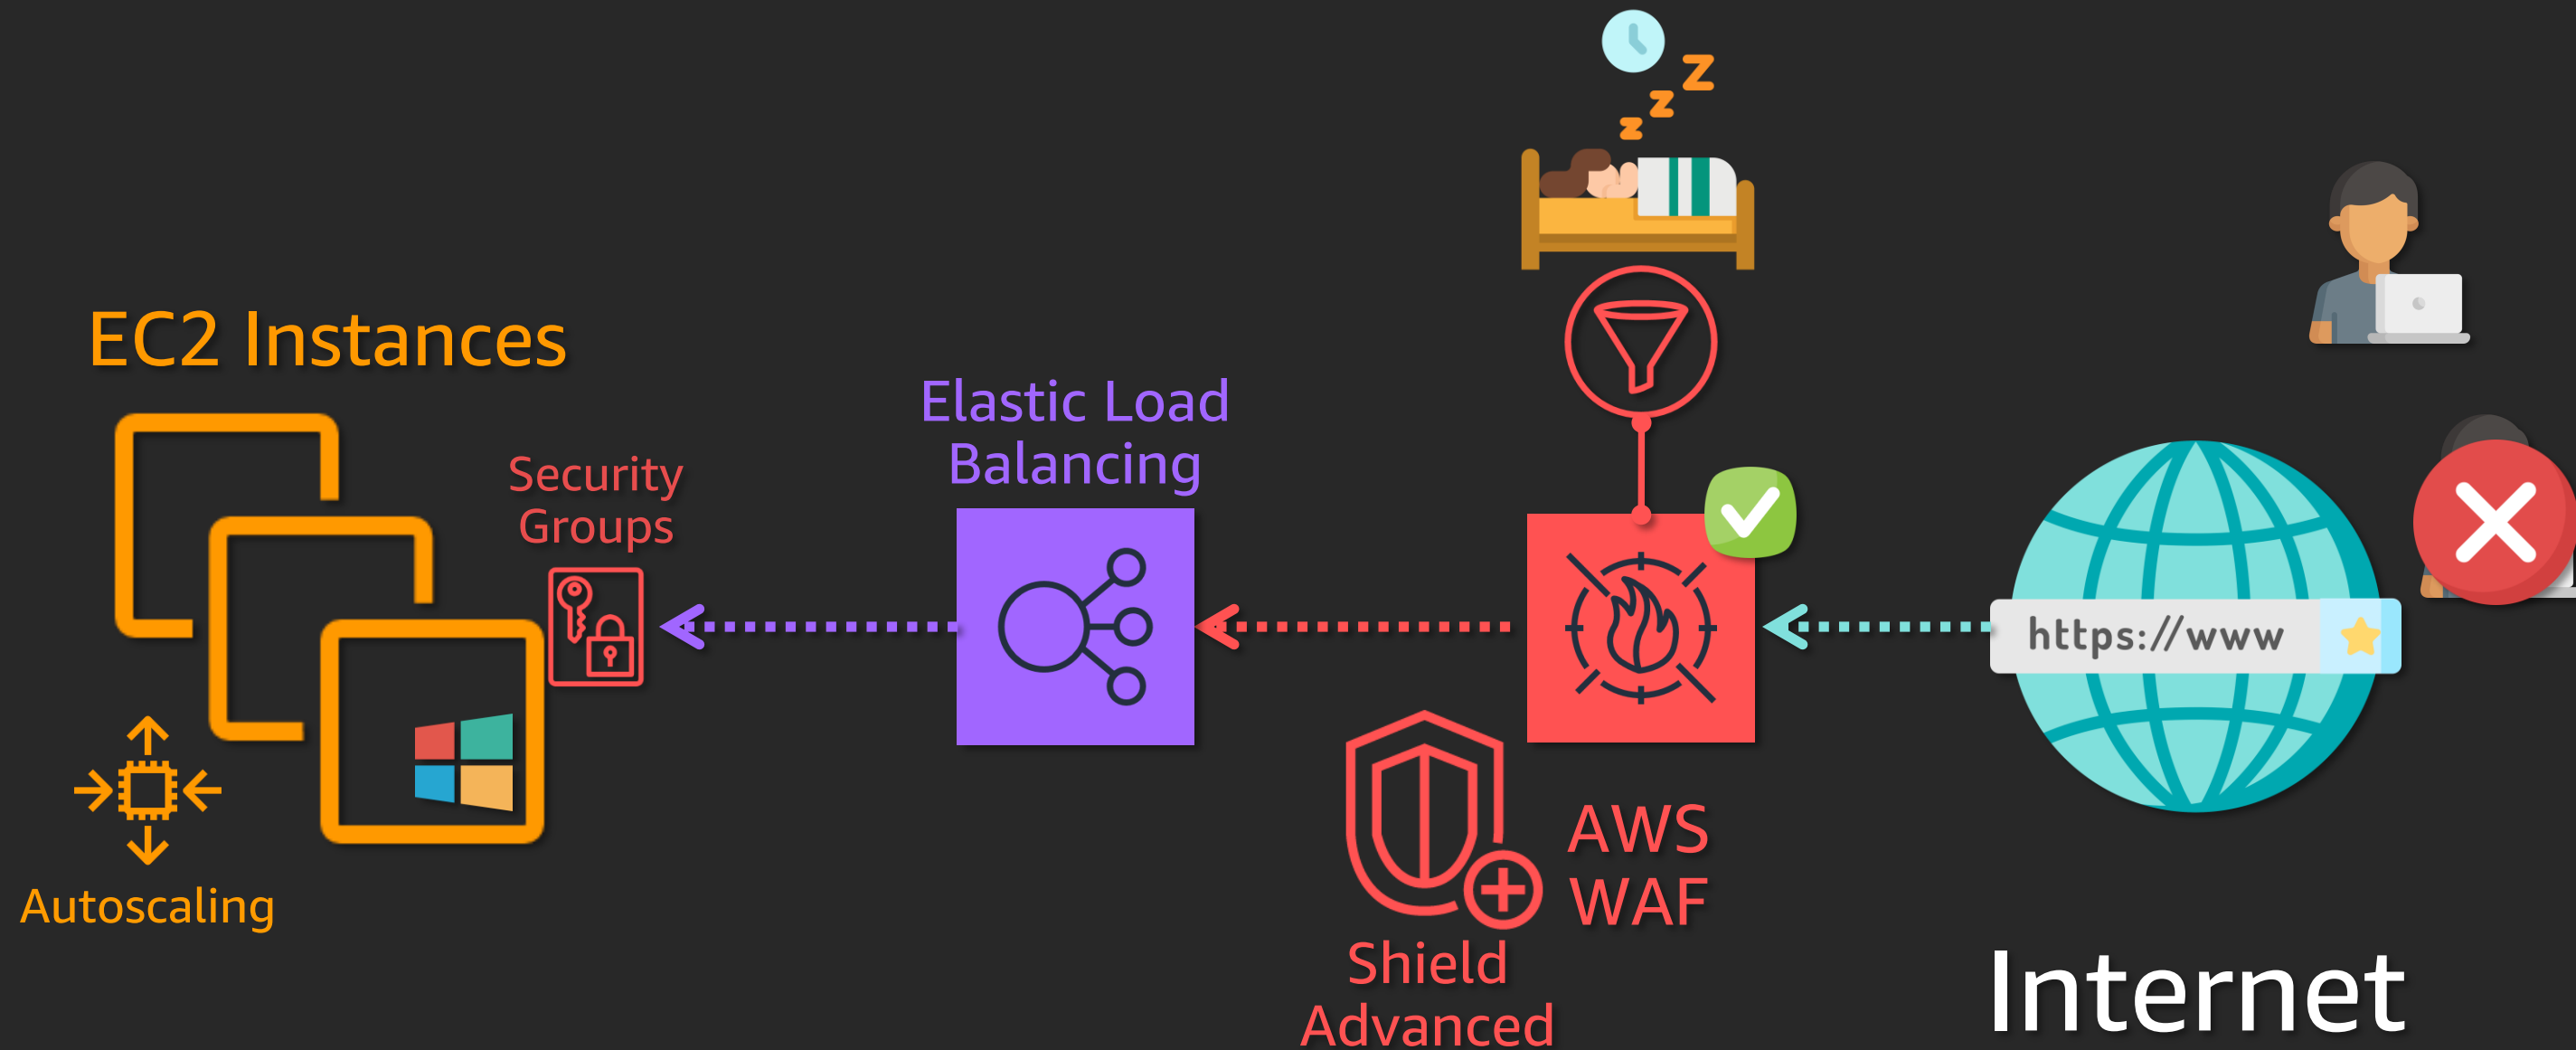 EC2 Instances
Security
Groups
Autoscaling
Elastic Load
Balancing
z
z
Z
AWS
WAF
Shield
Advanced
https://www
Internet